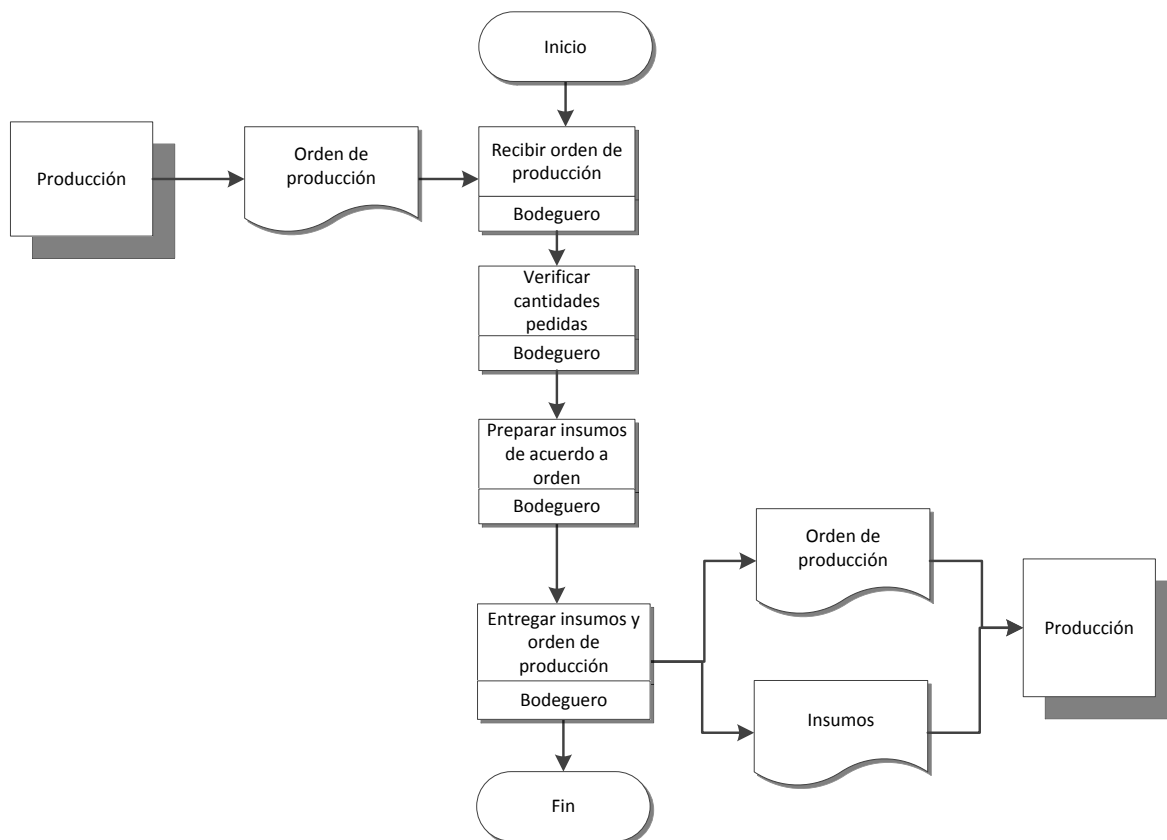 Inicio
Producción
Orden de
producción
Recibir orden de
producción
Bodeguero
Verificar
cantidades
pedidas
Bodeguero
Preparar insumos
de acuerdo a
orden
Bodeguero
Entregar insumos y
orden de
producción
Bodeguero
Orden de
producción
Insumos
Producción
Fin